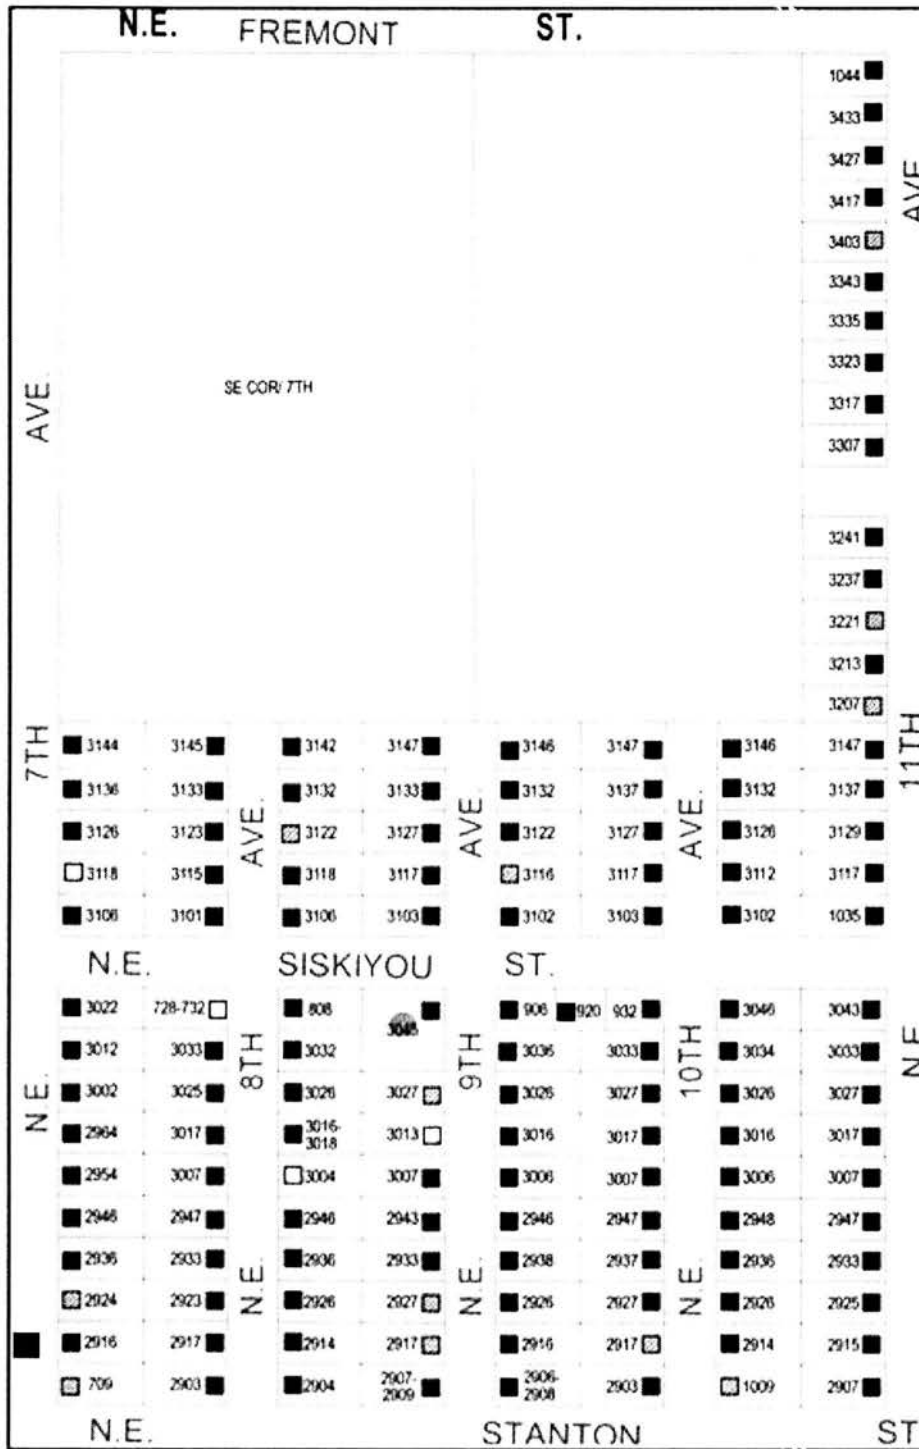 N.E. FREMONT ST.
1044
3433
3427
AVE
3417
3403
3343
3335
3323
SE COR/ 7TH
AVE.
3317
3307
3241
3237
3221
3213
3207
7TH
11TH
3144 3145 3142 3147 3146 3147 3146 3147
3136 3133 3132 3133 3132 3137 3132 3137
AVE. AVE. AVE.
3126 3123 3122 3127 3122 3127 3126 3129
3118 3115 3118 3117 3116 3117 3112 3117
3106 3101 3106 3103 3102 3103 3102 1035
N.E. SISKIYOU ST.
3022 728-732 808 908 920 932 3046 3043
3012 3033 3032 3036 3033 3034 3033
8TH 9TH 10TH N.E.
N.E.
3002 3025 3026 3027 3026 3027 3026 3027
2964 3017 3016-
3018 3013 3016 3017 3016 3017
2954 3007 3004 3007 3006 3007 3006 3007
2946 2947 2946 2943 2946 2947 2948 2947
2936 2933 2936 2933 2938 2937 2936 2933
N.E. N.E. N.E.
2924 2923 2926 2927 2926 2927 2926 2925
2916 2917 2914 2917 2916 2917 2914 2915
709 2903 2904 2907-
2909 2906-
2908 2903 1009 2907
N.E. STANTON ST